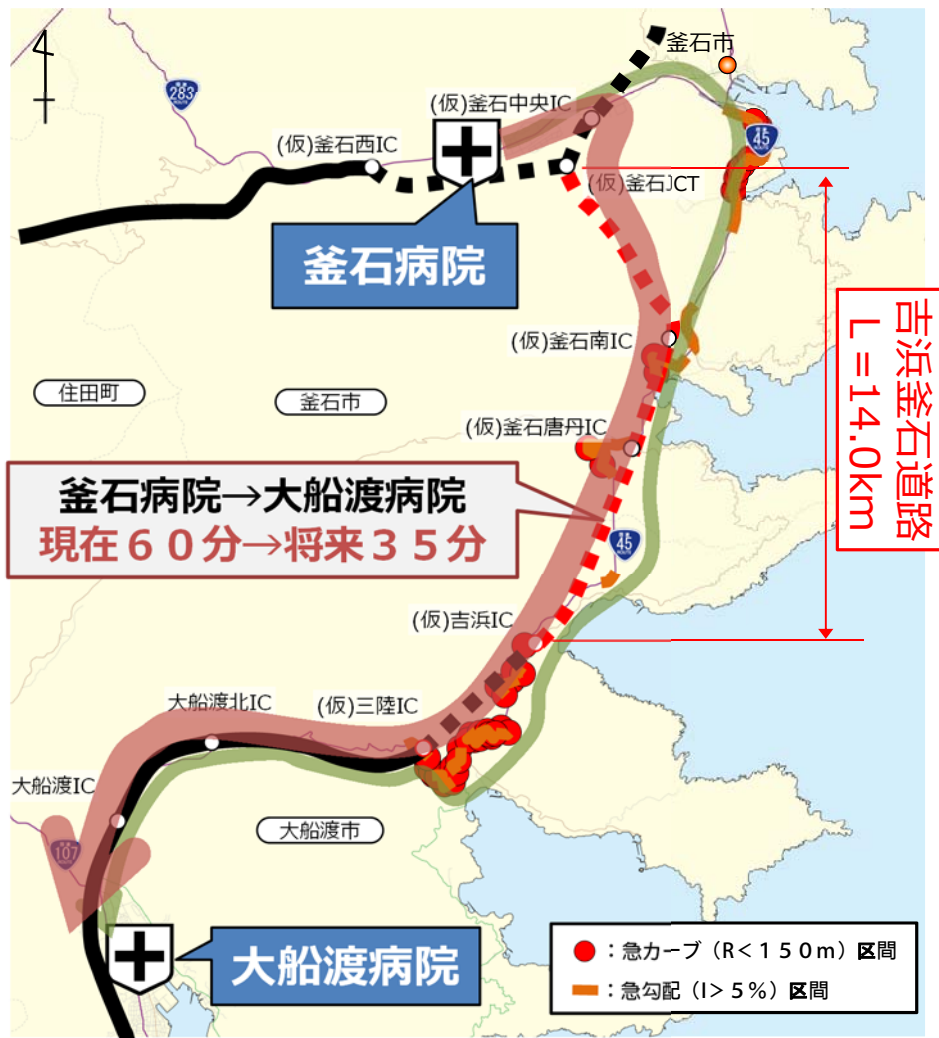 釜石市
283
(仮)釜石中央IC
45
(仮)釜石西IC
(仮)釜石JCT
釜石病院
吉浜釜石道路
L=14.0km
(仮)釜石南IC
住田町
釜石市
(仮)釜石唐丹IC
釜石病院→大船渡病院
現在６０分→将来３５分
45
(仮)吉浜IC
大船渡北IC
(仮)三陸IC
大船渡IC
大船渡市
107
大船渡病院
：急カーブ（R<１５０ｍ）区間
：急勾配（I>５％）区間